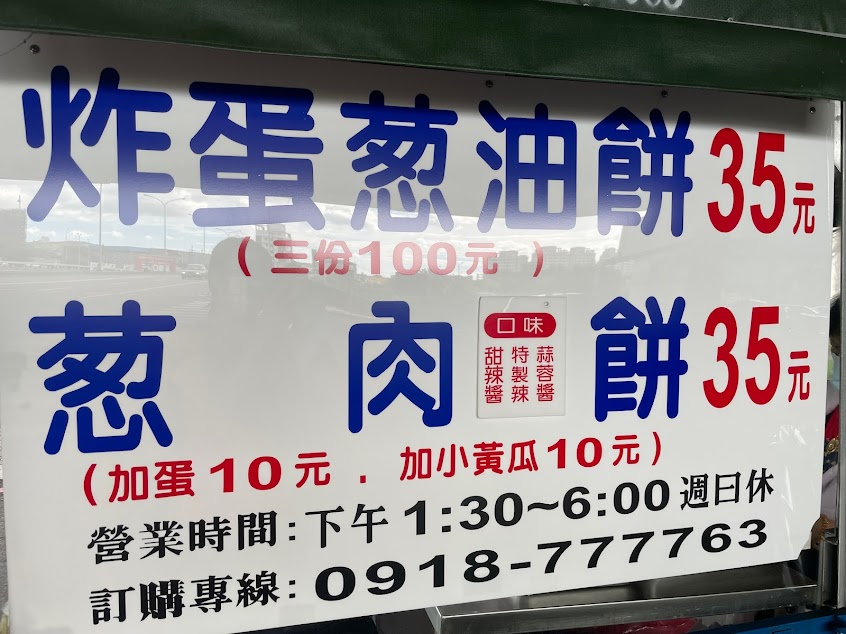 炸蛋葱油餅35元
(三份100元)
葱肉餅35元
口味
蒜蓉醬
特製辣
甜辣醬
(加蛋10元.加小黃瓜10元)
營業時間:下午1:30~6:00週日休
訂購專線:0918-777763